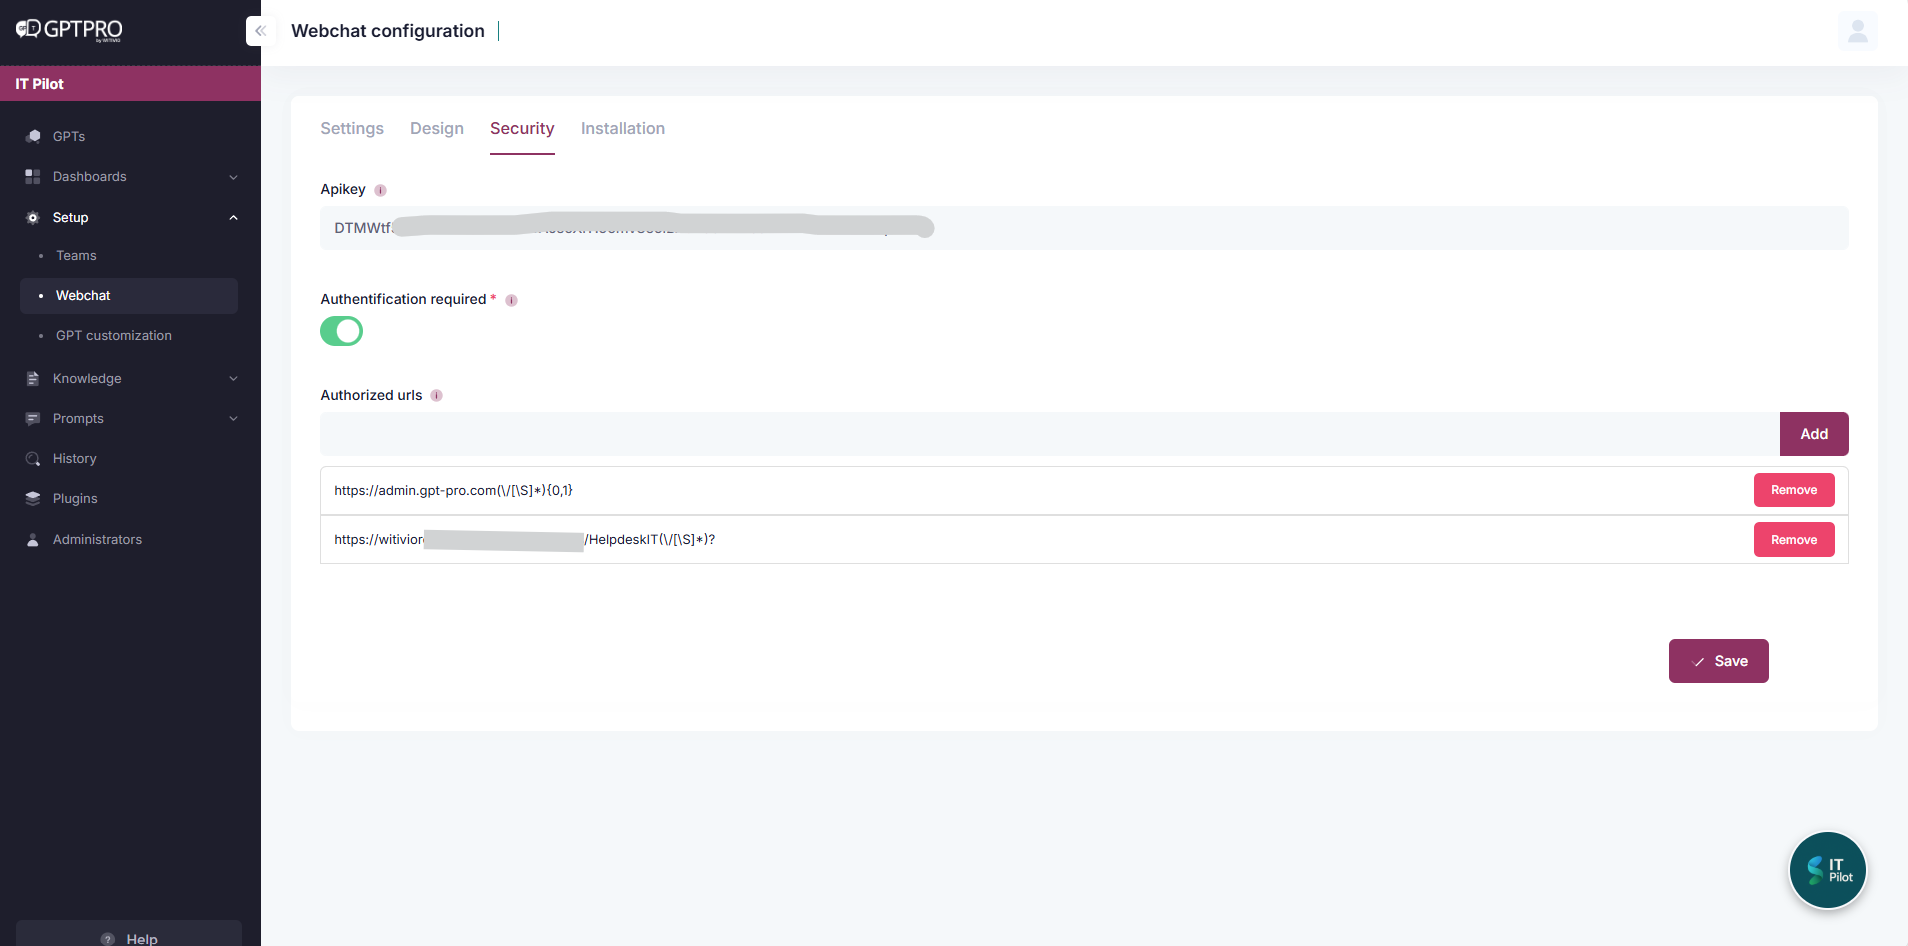 GPTPRO
by WITIVIO
Webchat configuration
IT Pilot
GPTs
Dashboards
Setup
Teams
Webchat
GPT customization
Knowledge
Prompts
History
Plugins
Administrators
Help
Settings Design Security Installation
Apikey
DTMWtf
Authentification required *
Authorized urls
Add
https://admin.gpt-pro.com(\/[\S]*){0,1} Remove
https://witivior /HelpdeskIT(\/[\S]*)? Remove
Save
IT
Pilot